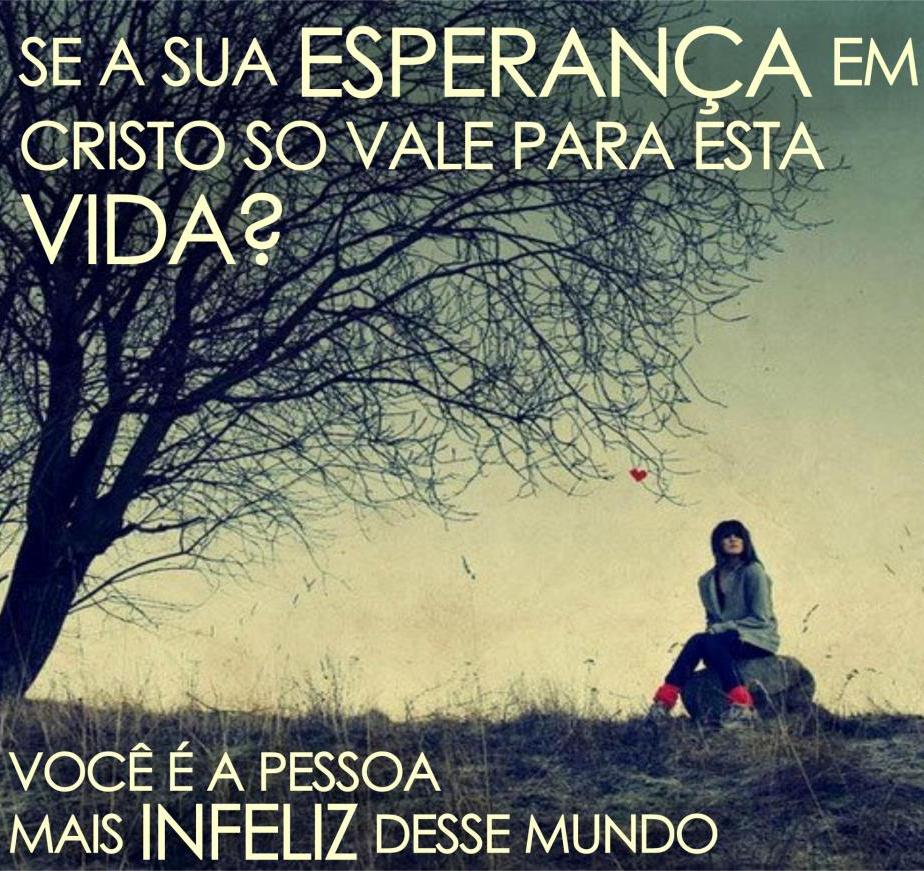 SE A SUA ESPERANÇA EM
CRISTO SO VALE PARA ESTA
VIDA?
VOCÊ É A PESSOA
MAIS INFELIZ DESSE MUNDO